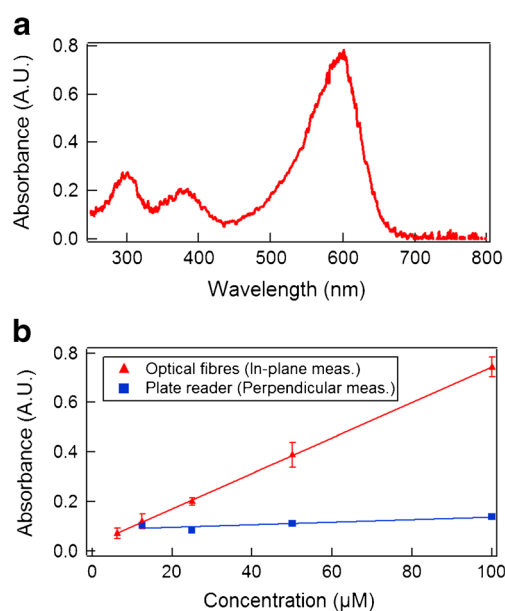 a
0.8
0.6
0.4
0.2
0.0
Absorbance (A.U.)
300 400 500 600 700 800
Wavelength (nm)
b
0.8
0.6
0.4
0.2
0.0
Absorbance (A.U.)
Optical fibres (In-plane meas.)
Plate reader (Perpendicular meas.)
0 20 40 60 80 100
Concentration (µM)